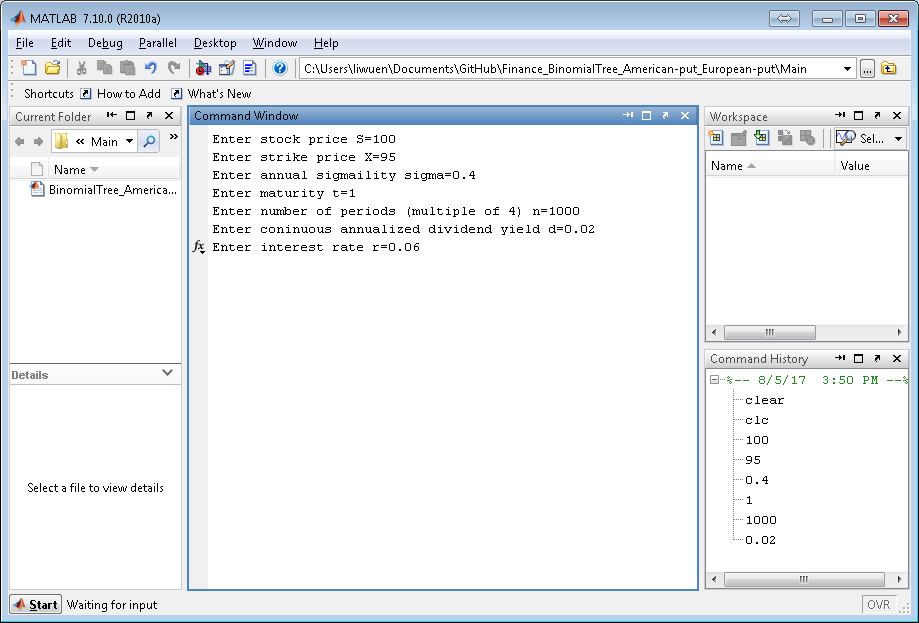 MATLAB 7.10.0 (R2010a)
File Edit Debug Parallel Desktop Window Help
C:\Users\liwuen\Documents\GitHub\Finance_BinomialTree_American-put_European-put\Main
...
Shortcuts How to Add What's New
Current Folder
« Main
»
Name
BinomialTree_America...
Details
Select a file to view details
Command Window
Enter stock price S=100
Enter strike price X=95
Enter annual sigmaility sigma=0.4
Enter maturity t=1
Enter number of periods (multiple of 4) n=1000
Enter coninuous annualized dividend yield d=0.02
fx Enter interest rate r=0.06
Workspace
Sel...
Name Value
Command History
%-- 8/5/17 3:50 PM --%
clear
clc
100
95
0.4
1
1000
0.02
Start Waiting for input
OVR